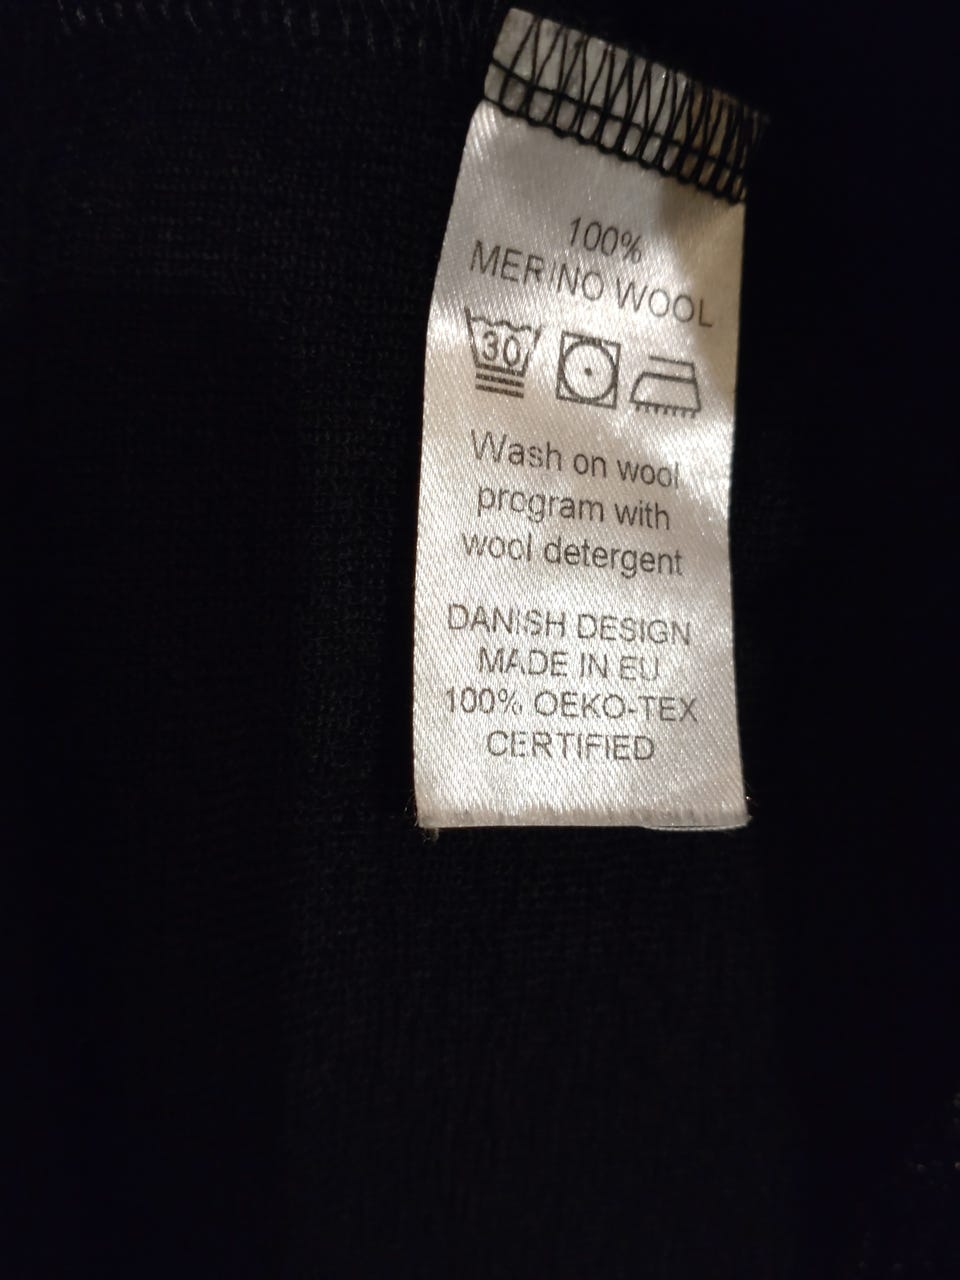 100%
MERINO WOOL
30
Wash on wool
program with
wool detergent
DANISH DESIGN
MADE IN EU
100% OEKO-TEX
CERTIFIED